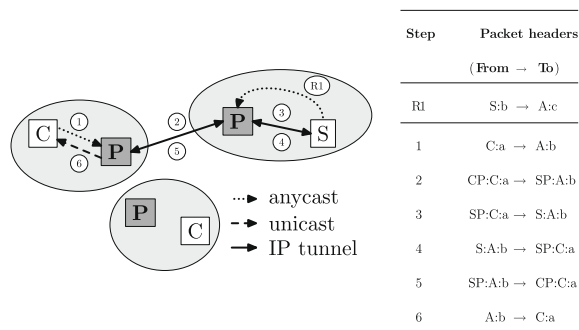 R1
1
2
3
C
P
P
S
6
5
4
P
C
anycast
unicast
IP tunnel
Step Packet headers
(From → To)
R1 S:b → A:c
1 C:a → A:b
2 CP:C:a → SP:A:b
3 SP:C:a → S:A:b
4 S:A:b → SP:C:a
5 SP:A:b → CP:C:a
6 A:b → C:a